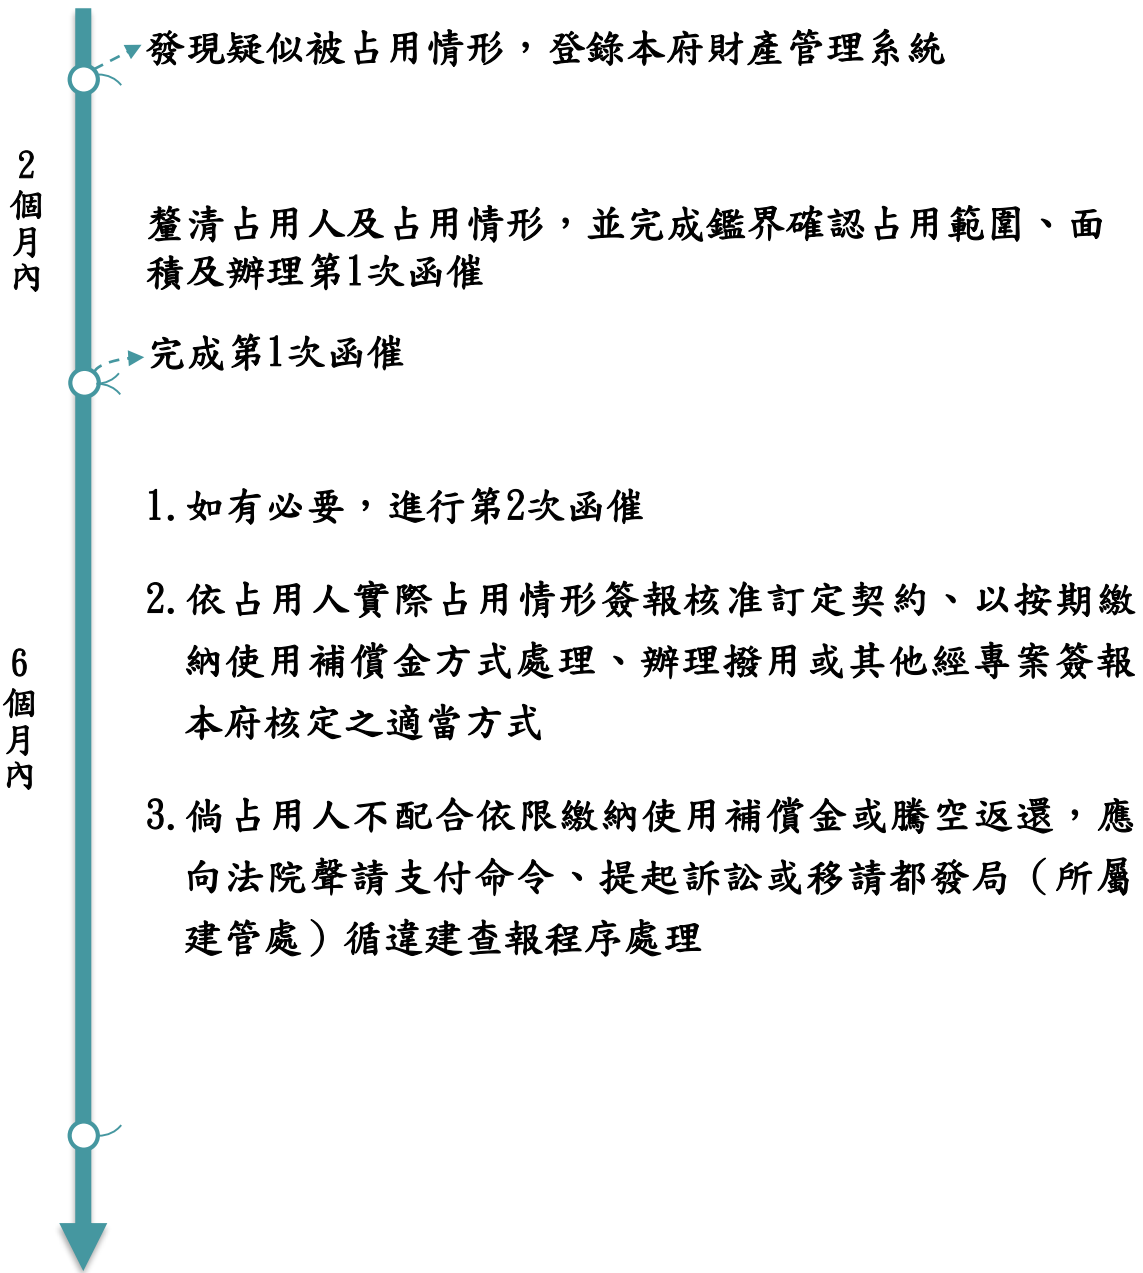 發現疑似被占用情形，登錄本府財產管理系統
2個月內
釐清占用人及占用情形，並完成鑑界確認占用範圍、面
積及辦理第1次函催
完成第1次函催
1.如有必要，進行第2次函催
6個月內
2.依占用人實際占用情形簽報核准訂定契約、以按期繳
納使用補償金方式處理、辦理撥用或其他經專案簽報
本府核定之適當方式
3.倘占用人不配合依限繳納使用補償金或騰空返還，應
向法院聲請支付命令、提起訴訟或移請都發局（所屬
建管處）循違建查報程序處理